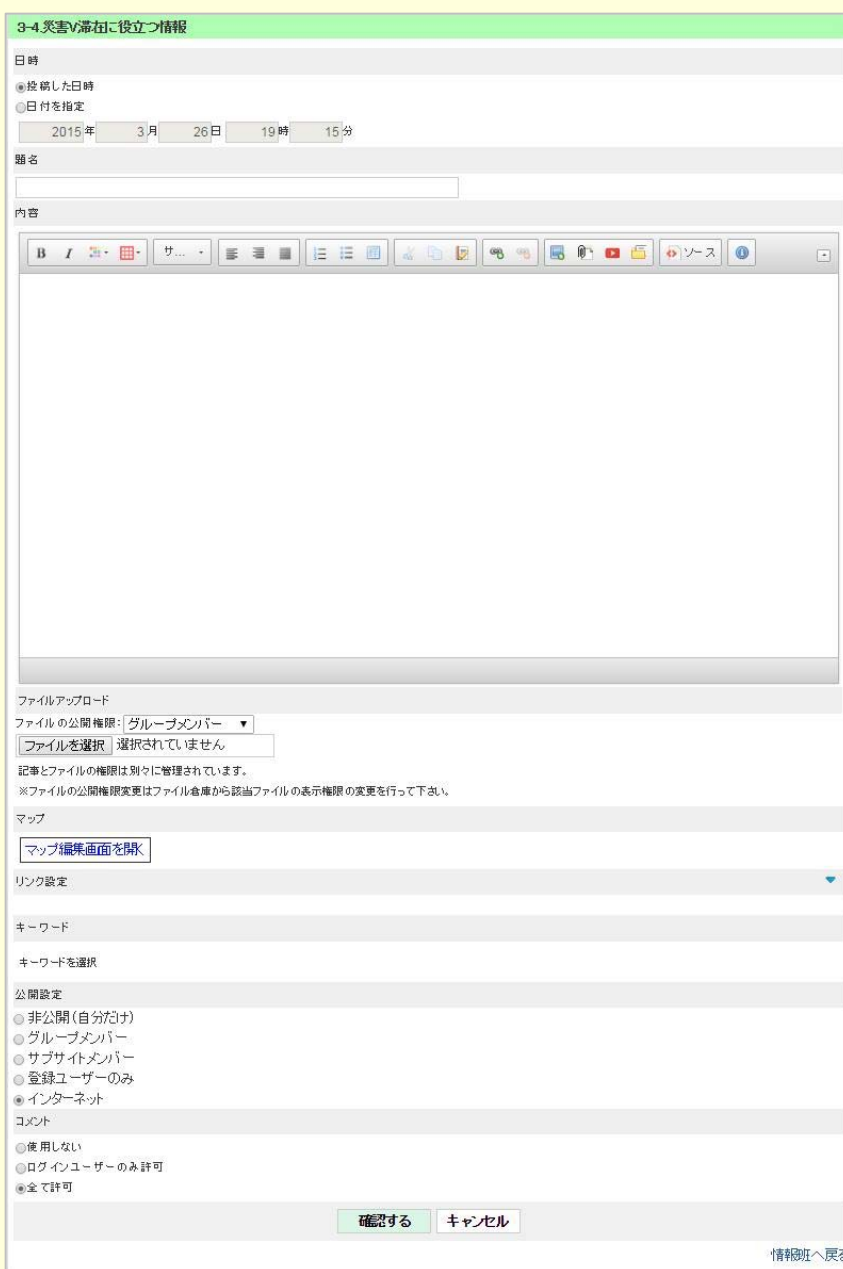 3-4.災害V滞在に役立つ情報
日時
投稿した日時
日付を指定
2015年 3月 26日 19時 15分
題名
内容
B I サ... ソース
ファイルアップロード
ファイルの公開権限: グループメンバー
ファイルを選択 選択されていません
記事とファイルの権限は別々に管理されています。
※ファイルの公開権限変更はファイル倉庫から該当ファイルの表示権限の変更を行って下さい。
マップ
マップ編集画面を開く
リンク設定
キーワード
キーワードを選択
公開設定
非公開(自分だけ)
グループメンバー
サブサイトメンバー
登録ユーザーのみ
インターネット
コメント
使用しない
ログインユーザーのみ許可
全て許可
確認する キャンセル
情報班へ戻る